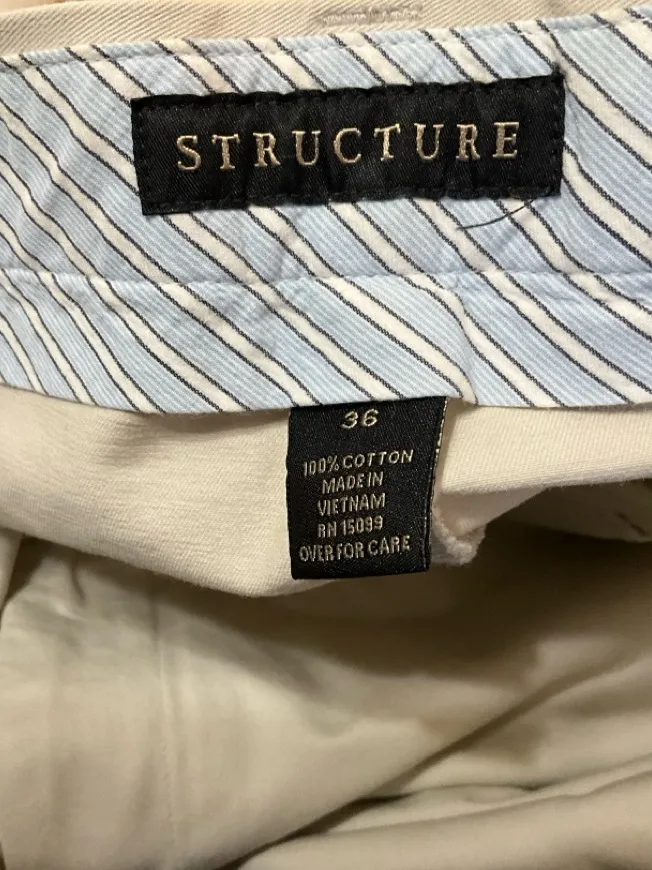 STRUCTURE
36
100% COTTON
MADE IN
VIETNAM
RN 15099
OVER FOR CARE